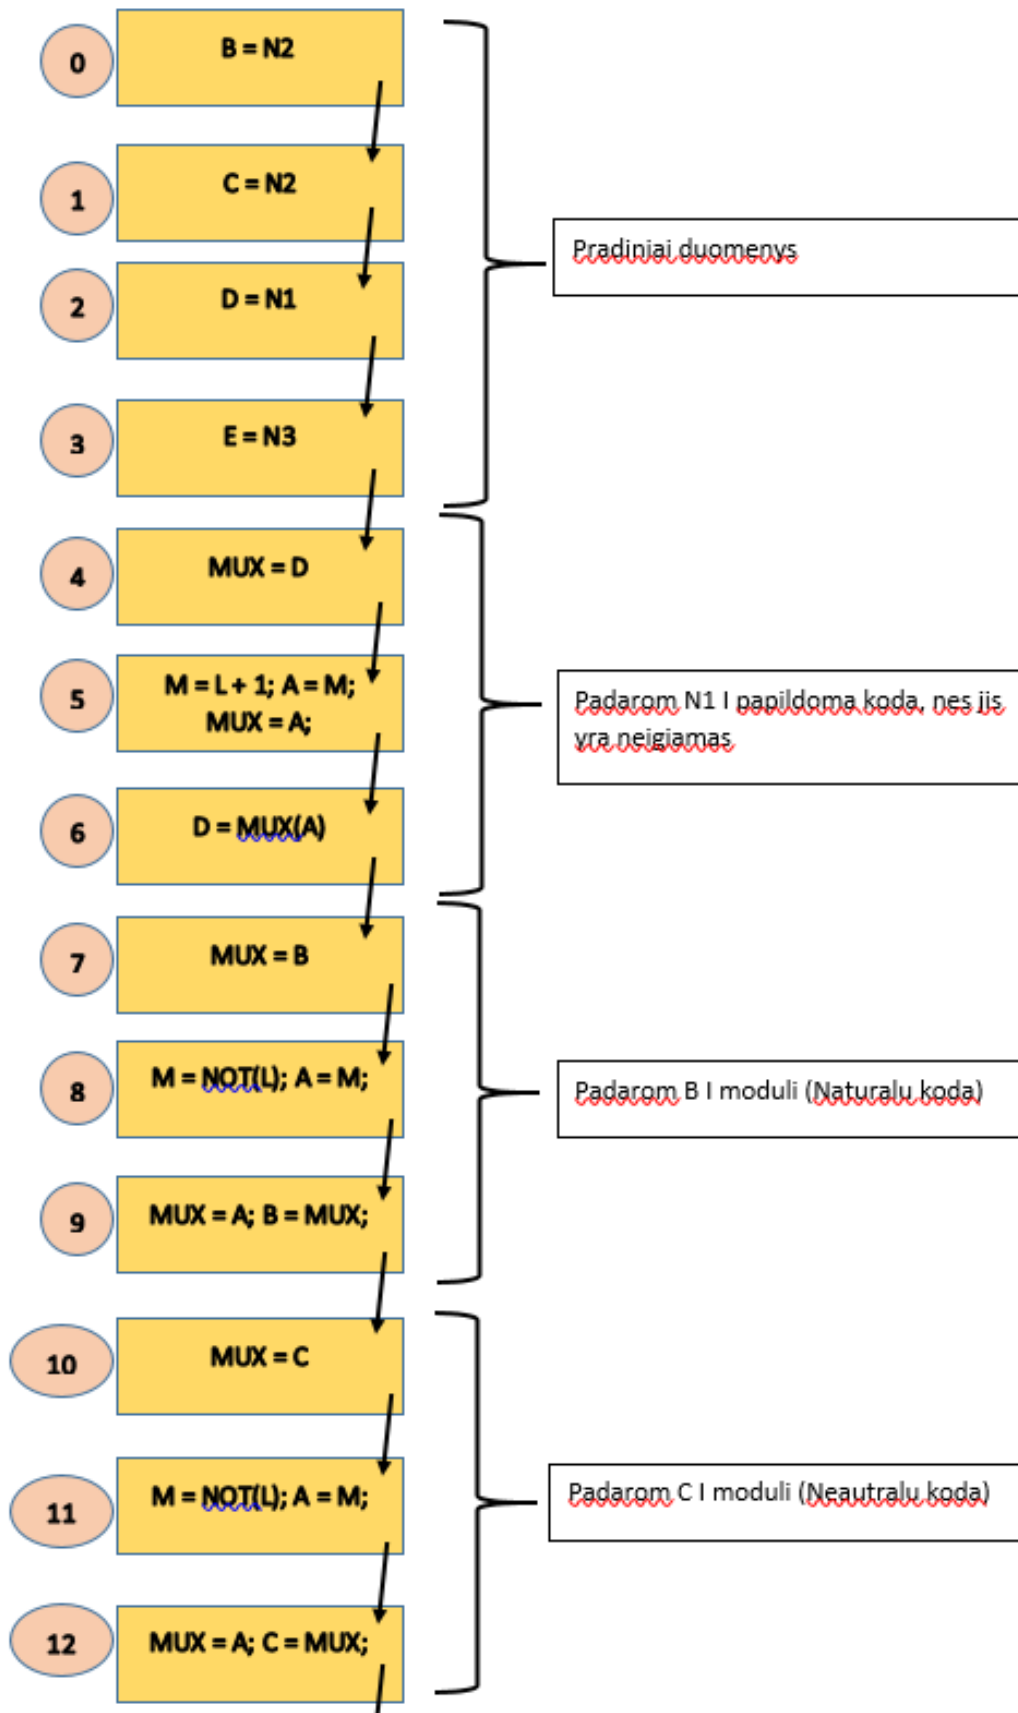 0
B = N2
1
C = N2
Pradiniai duomenys
2
D = N1
3
E = N3
4
MUX = D
5
M = L + 1; A = M;
MUX = A;
Padarom N1 I papildoma koda, nes jis
yra neigiamas
6
D = MUX(A)
7
MUX = B
8
M = NOT(L); A = M;
Padarom B I moduli (Naturalu koda)
9
MUX = A; B = MUX;
10
MUX = C
11
M = NOT(L); A = M;
Padarom C I moduli (Neautralu koda)
12
MUX = A; C = MUX;